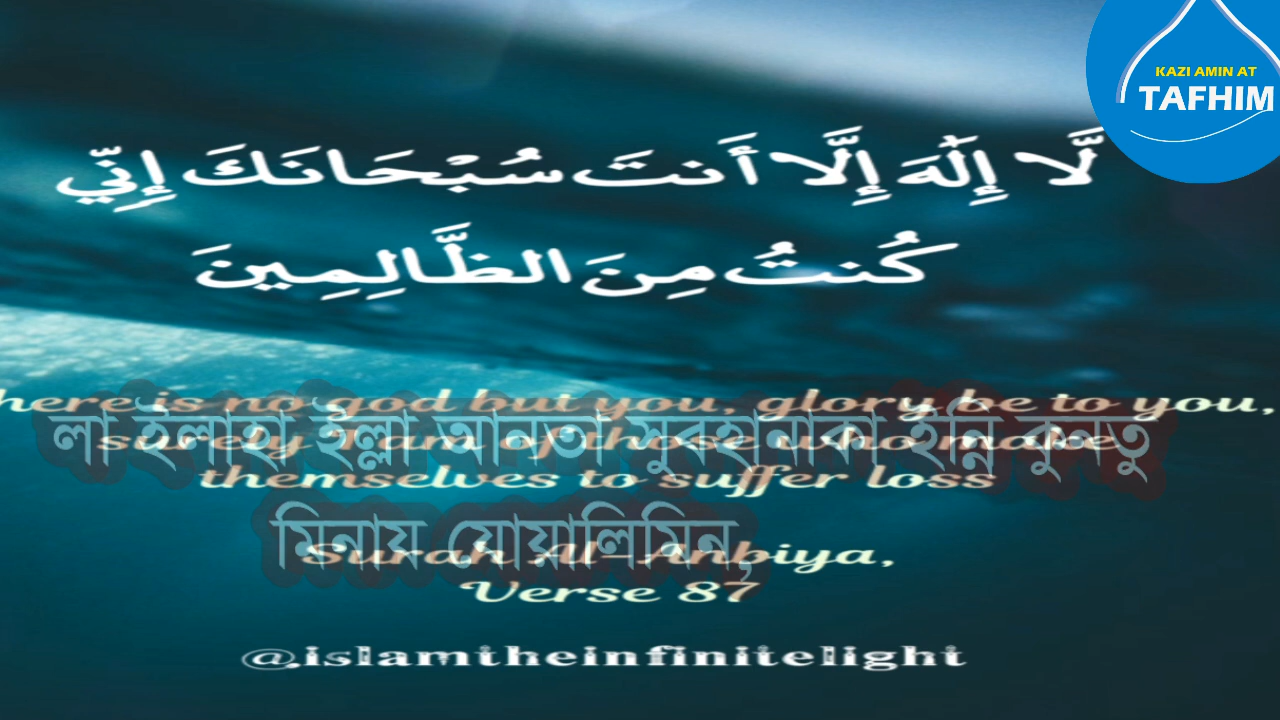 KAZI AMIN AT
TAFHIM
لَّا إِلَٰهَ إِلَّا أَنتَ سُبْحَانَكَ إِنِّي
كُنتُ مِنَ الظَّالِمِينَ
here is no god but you, glory be to you,
লা ইলাহা ইল্লা আনতা সুবহানাকা ইন্নি কুনতু
surely I am of those who make
themselves to suffer loss
মিনায যোয়ালিমিন,
Surah Al-Anbiya,
Verse 87
@islamtheinfinitelight